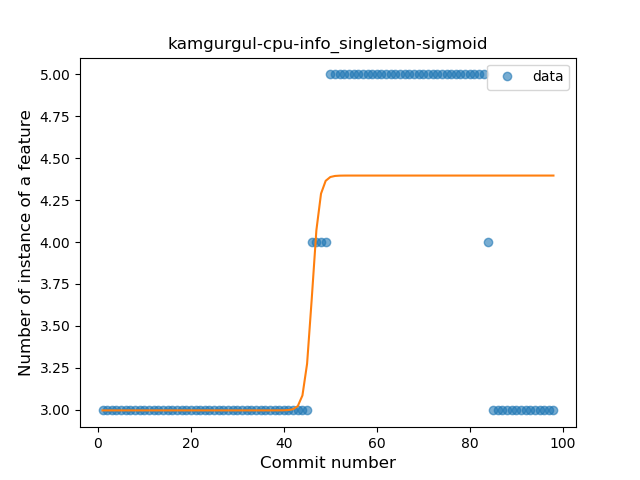 kamgurgul-cpu-info_singleton-sigmoid
data
Number of instance of a feature
5.00
4.75
4.50
4.25
4.00
3.75
3.50
3.25
3.00
0 20 40 60 80 100
Commit number